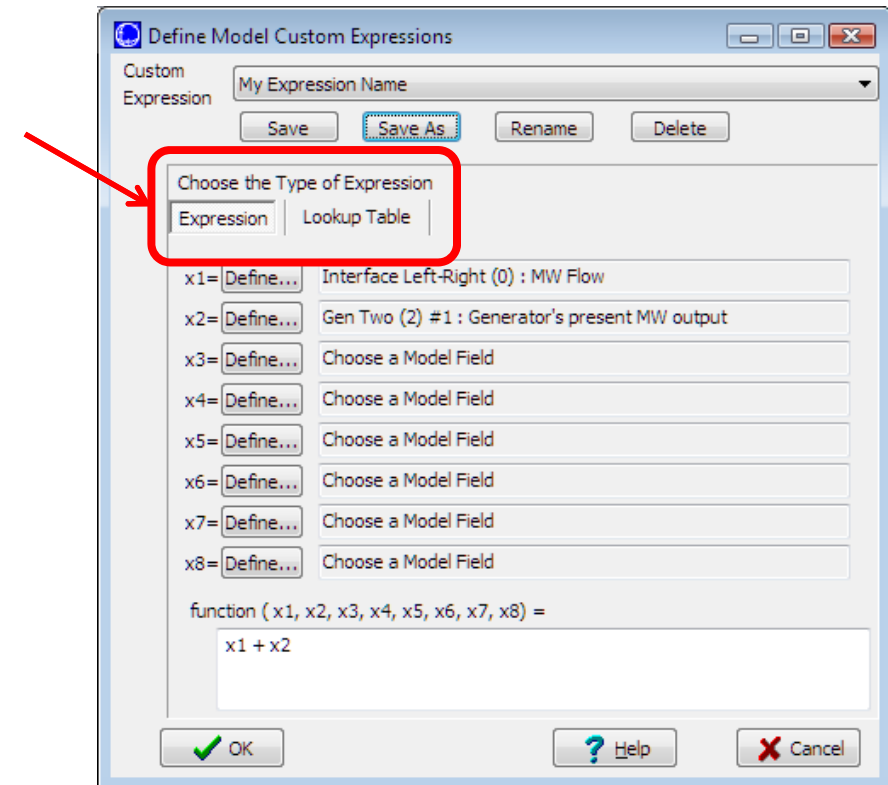 Define Model Custom Expressions
Custom
Expression
My Expression Name
Save Save As Rename Delete
Choose the Type of Expression
Expression Lookup Table
x1= Define... Interface Left-Right (0) : MW Flow
x2= Define... Gen Two (2) #1 : Generator's present MW output
x3= Define... Choose a Model Field
x4= Define... Choose a Model Field
x5= Define... Choose a Model Field
x6= Define... Choose a Model Field
x7= Define... Choose a Model Field
x8= Define... Choose a Model Field
function ( x1, x2, x3, x4, x5, x6, x7, x8) =
x1 + x2
OK ? Help Cancel